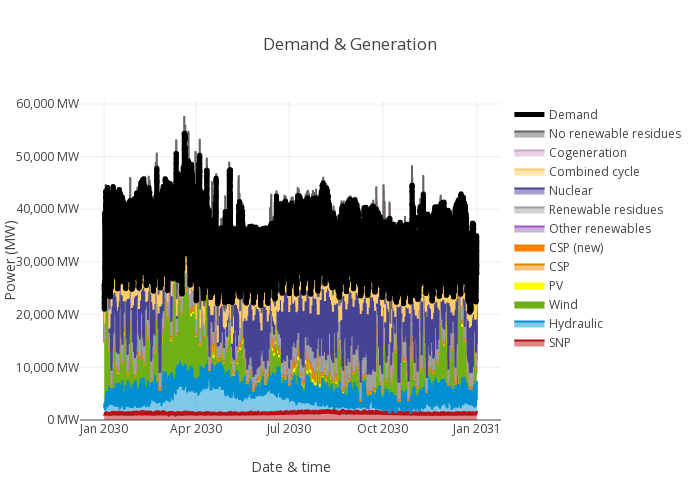 Demand & Generation
60,000 MW
50,000 MW
40,000 MW
30,000 MW
20,000 MW
10,000 MW
0 MW
Power (MW)
Jan 2030
Apr 2030
Jul 2030
Oct 2030
Jan 2031
Date & time
Demand
No renewable residues
Cogeneration
Combined cycle
Nuclear
Renewable residues
Other renewables
CSP (new)
CSP
PV
Wind
Hydraulic
SNP